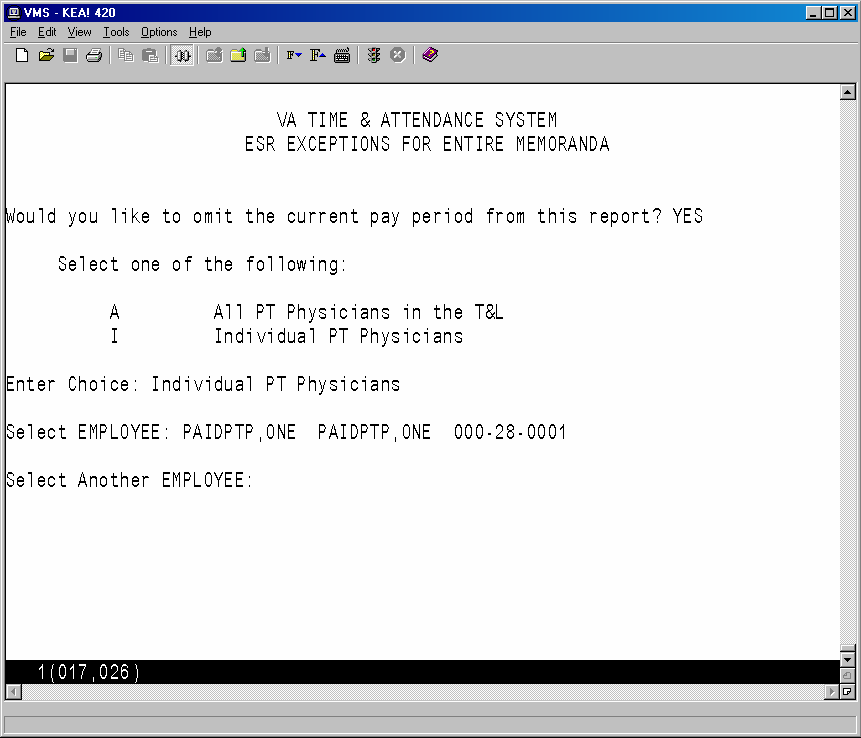 VMS - KEA! 420
File Edit View Tools Options Help
VA TIME & ATTENDANCE SYSTEM
ESR EXCEPTIONS FOR ENTIRE MEMORANDA
Would you like to omit the current pay period from this report? YES
Select one of the following:
A All PT Physicians in the T&L
I Individual PT Physicians
Enter Choice: Individual PT Physicians
Select EMPLOYEE: PAIDPTP,ONE PAIDPTP,ONE 000-28-0001
Select Another EMPLOYEE:
1(017,026)